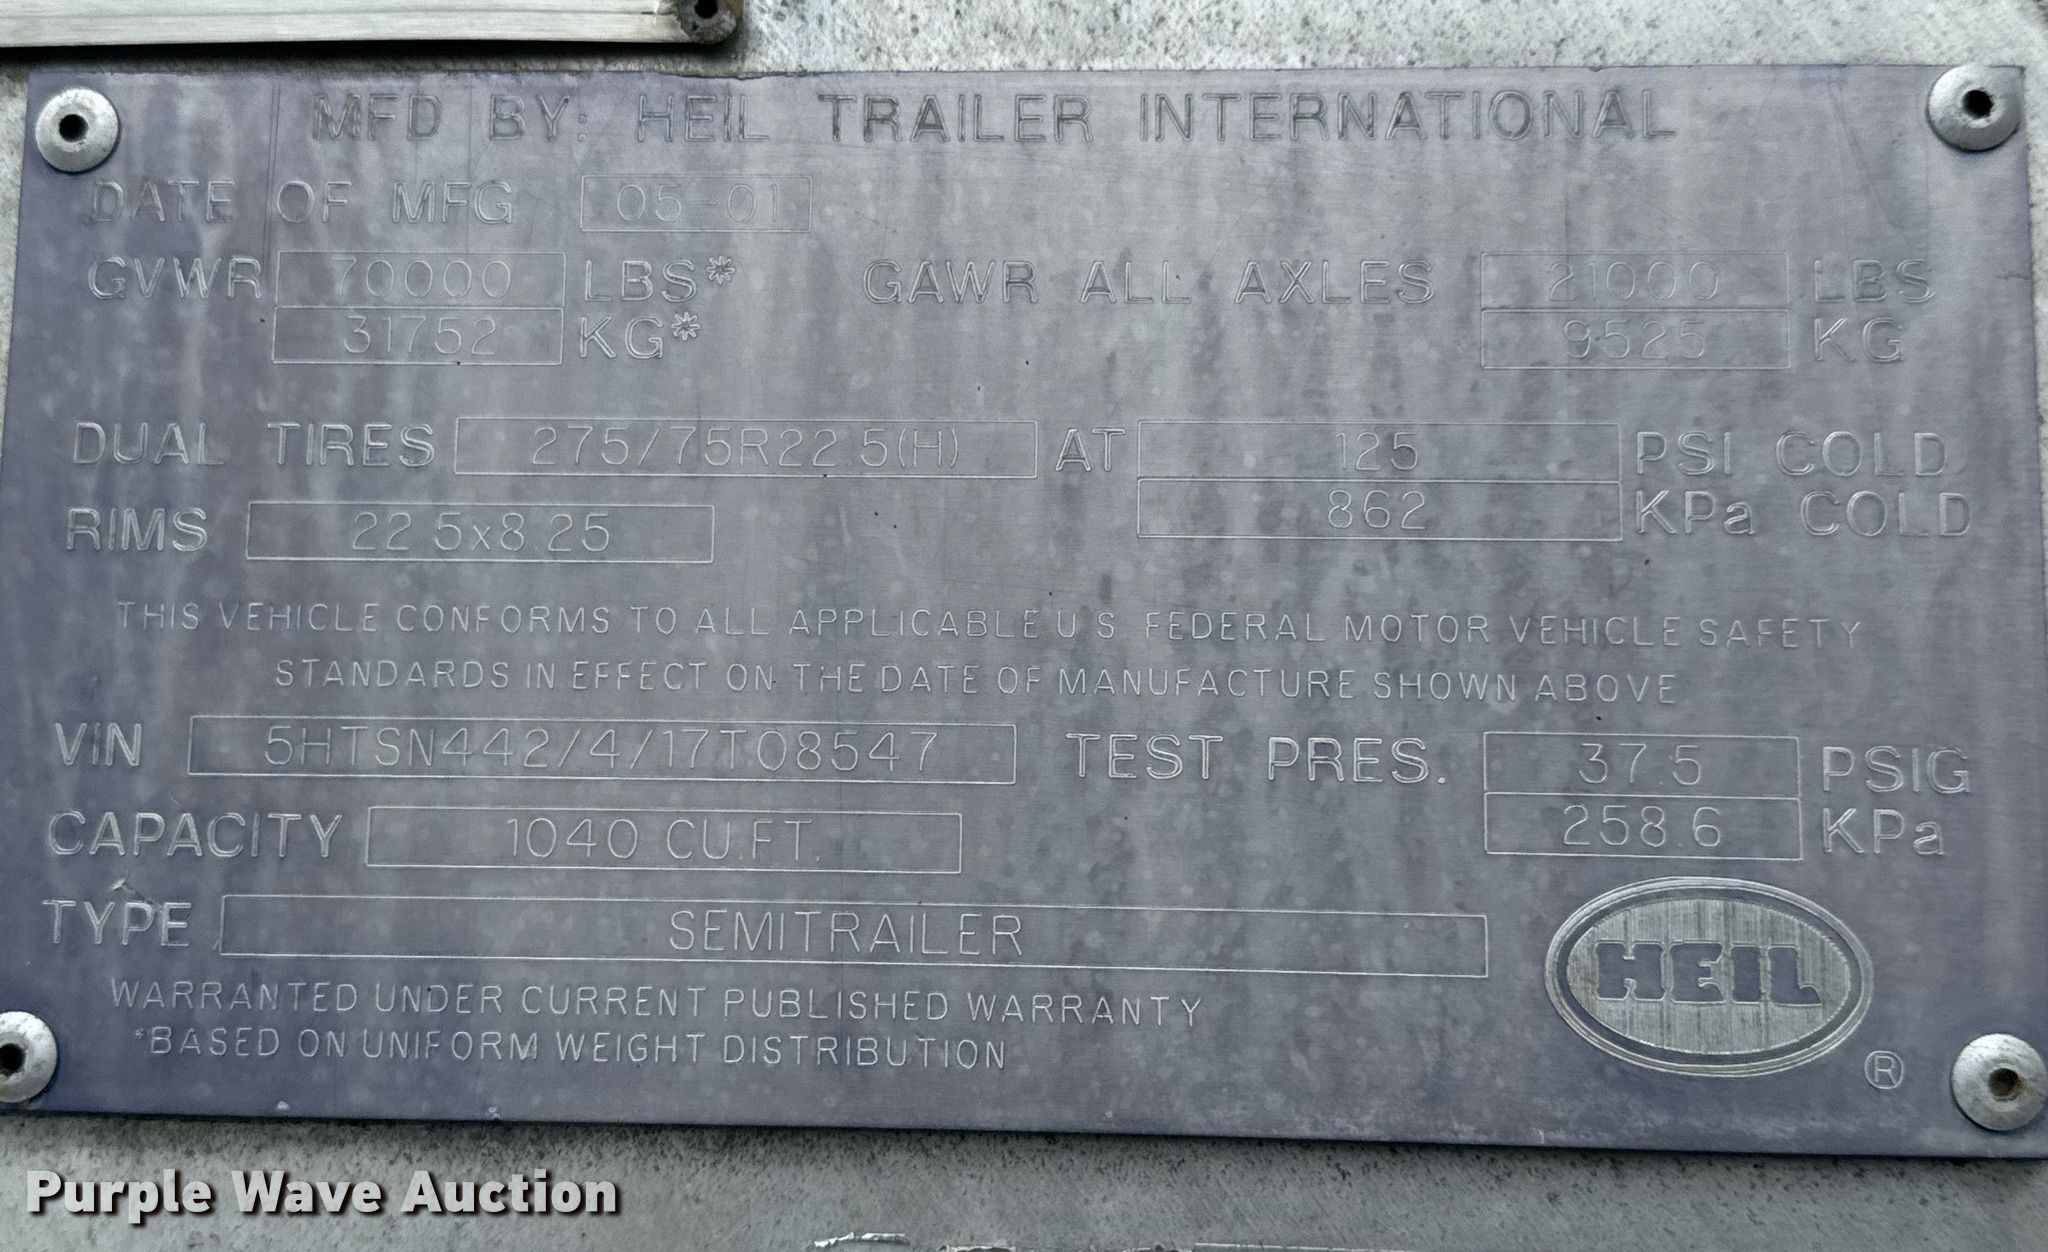 MFD BY: HEIL TRAILER INTERNATIONAL
DATE OF MFG 05-01
GVWR 70000 LBS* GAWR ALL AXLES 21000 LBS
31752 KG* 9525 KG
DUAL TIRES 275/75R22.5(H) AT 125 PSI COLD
RIMS 22.5x8.25 862 KPa COLD
THIS VEHICLE CONFORMS TO ALL APPLICABLE U S FEDERAL MOTOR VEHICLE SAFETY
STANDARDS IN EFFECT ON THE DATE OF MANUFACTURE SHOWN ABOVE
VIN 5HTSN442/4/17T08547 TEST PRES. 37.5 PSIG
CAPACITY 1040 CU.FT. 258.6 KPa
TYPE SEMITRAILER
HEIL ®
WARRANTED UNDER CURRENT PUBLISHED WARRANTY
*BASED ON UNIFORM WEIGHT DISTRIBUTION
Purple Wave Auction